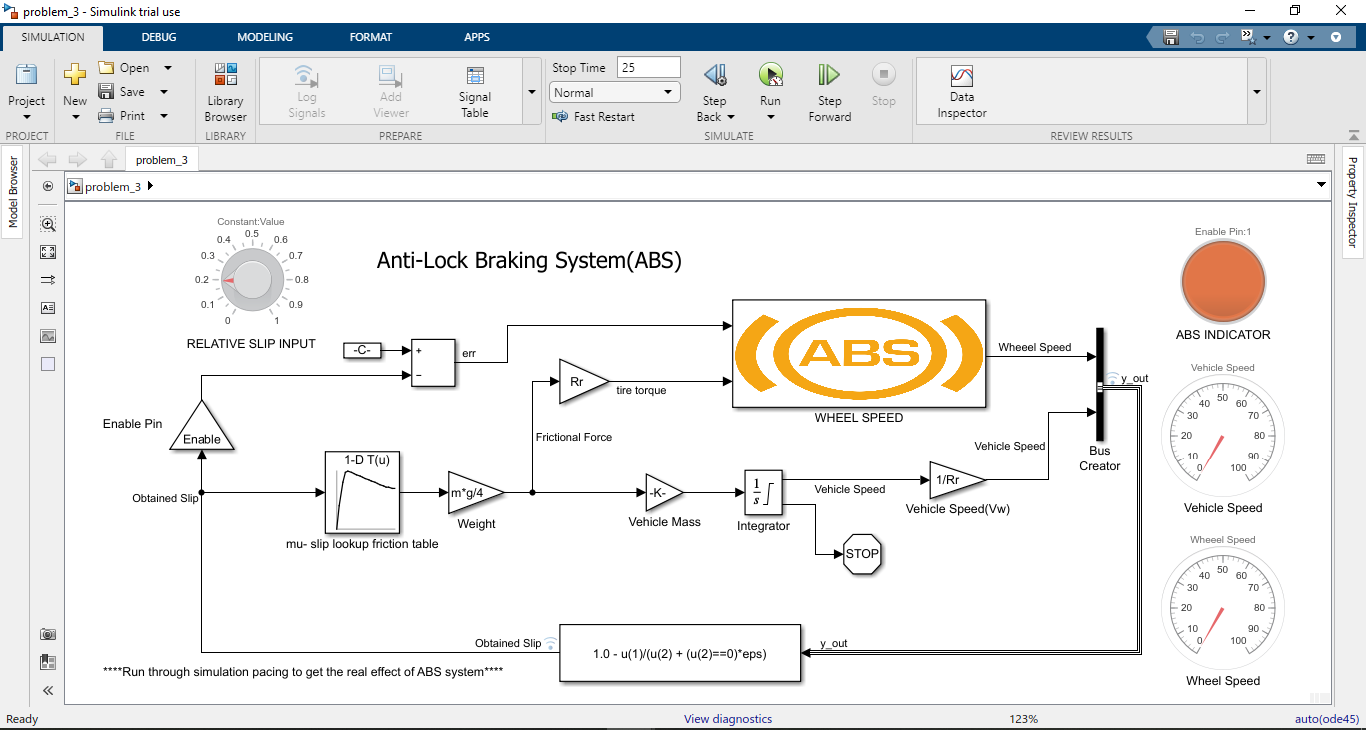 problem_3 - Simulink trial use
SIMULATION DEBUG MODELING FORMAT APPS
Project
New
Open
Save
Print
Library
Browser
Log
Signals
Add
Viewer
Signal
Table
Stop Time 25
Normal
Fast Restart
Step
Back
Run
Step
Forward
Stop
Data
Inspector
PROJECT FILE LIBRARY PREPARE SIMULATE REVIEW RESULTS
Model Browser
problem_3
problem_3
Property Inspector
Constant:Value
0 0.1 0.2 0.3 0.4 0.5 0.6 0.7 0.8 0.9 1
RELATIVE SLIP INPUT
Anti-Lock Braking System(ABS)
Enable Pin:1
ABS INDICATOR
-C-
+
−
err
ABS
WHEEL SPEED
Wheeel Speed
y_out
Bus
Creator
Rr
tire torque
Frictional Force
Enable Pin
Enable
Obtained Slip
1-D T(u)
mu- slip lookup friction table
m*g/4
Weight
-K-
Vehicle Mass
1
s
Integrator
Vehicle Speed
1/Rr
Vehicle Speed(Vw)
Vehicle Speed
STOP
Vehicle Speed
0 10 20 30 40 50 60 70 80 90 100
Vehicle Speed
Wheeel Speed
0 10 20 30 40 50 60 70 80 90 100
Wheel Speed
Obtained Slip
1.0 - u(1)/(u(2) + (u(2)==0)*eps)
y_out
****Run through simulation pacing to get the real effect of ABS system****
Ready View diagnostics 123% auto(ode45)